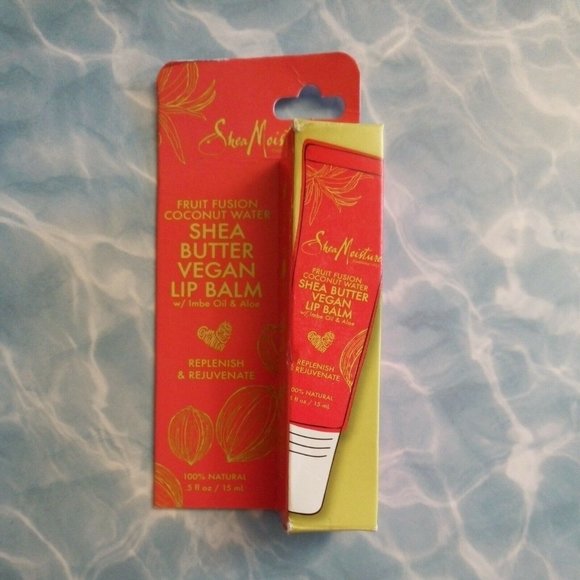 Shea Moisture
FRUIT FUSION
COCONUT WATER
SHEA
BUTTER
VEGAN
LIP BALM
w/ Imbe Oil & Aloe
REPLENISH
& REJUVENATE
100% NATURAL
.5 fl oz / 15 mL
SheaMoisture
FRUIT FUSION
COCONUT WATER
SHEA BUTTER
VEGAN
LIP BALM
w/ Imbe Oil & Aloe
REPLENISH
& REJUVENATE
100% NATURAL
.5 fl oz / 15 mL